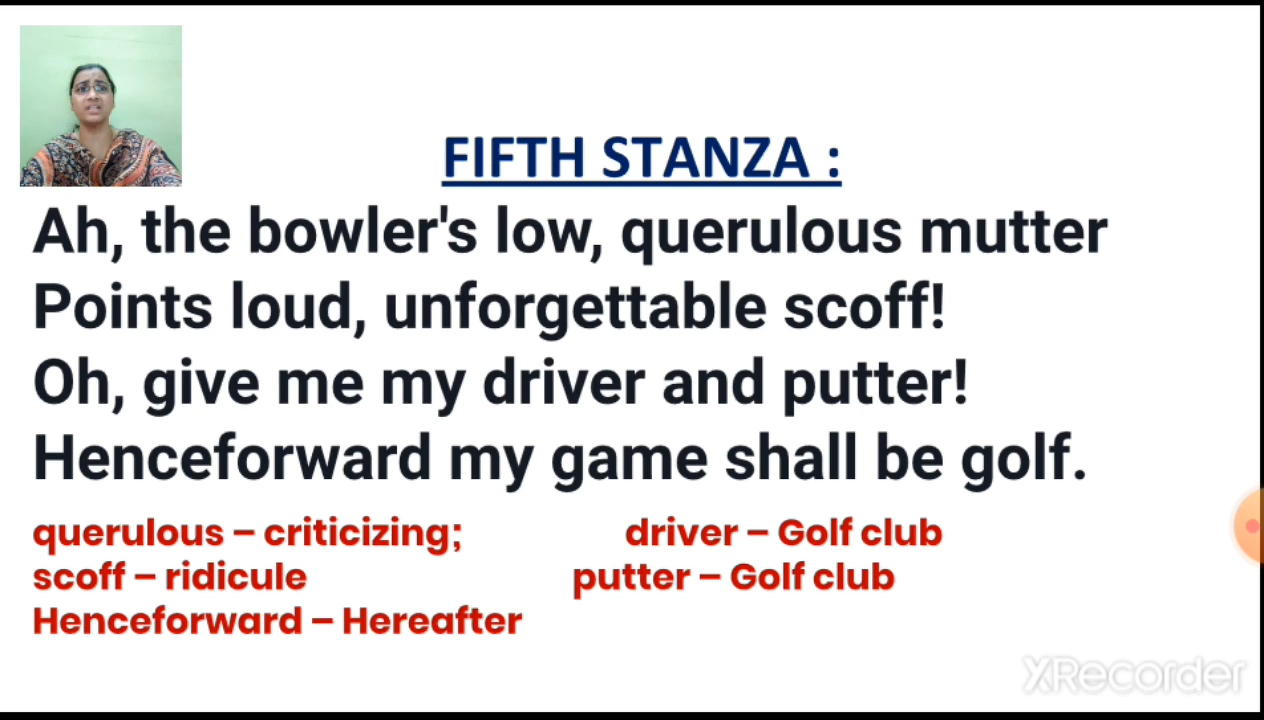 FIFTH STANZA :
Ah, the bowler's low, querulous mutter
Points loud, unforgettable scoff!
Oh, give me my driver and putter!
Henceforward my game shall be golf.
querulous – criticizing; driver – Golf club
scoff – ridicule putter – Golf club
Henceforward – Hereafter
XRecorder